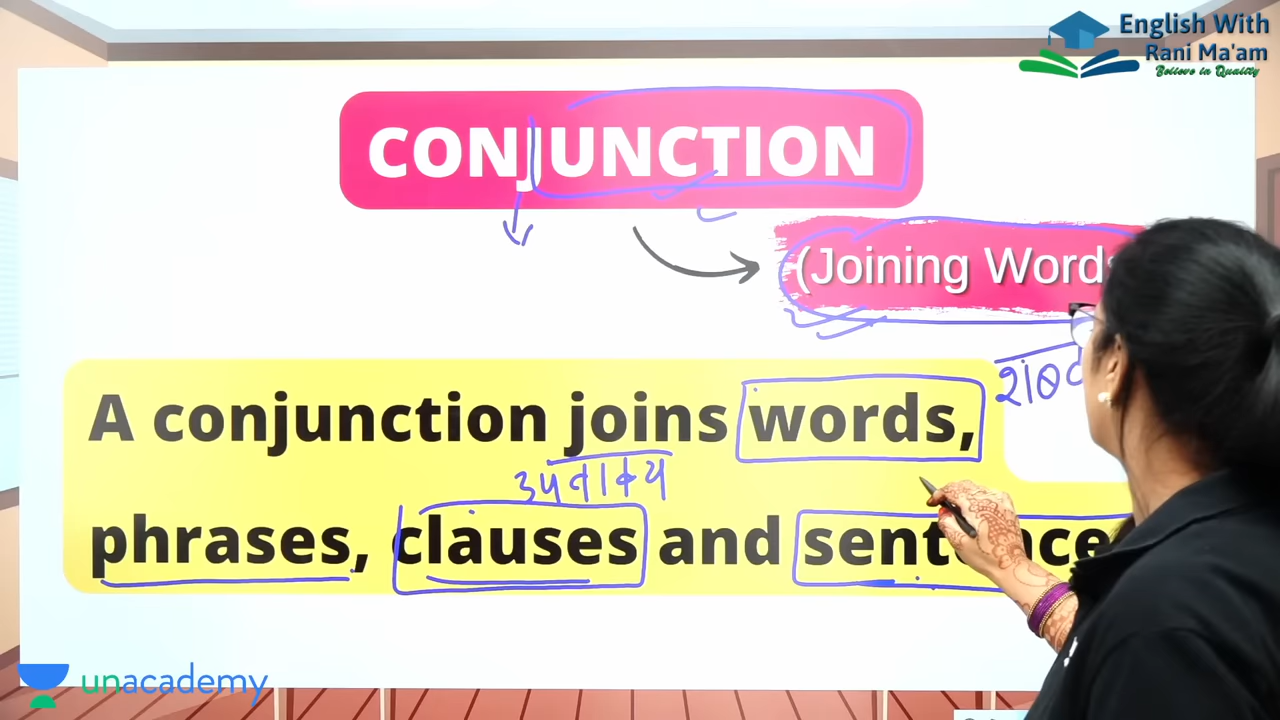 English With
Rani Ma'am
Believe in Quality
CONJUNCTION
(Joining Words
शब्द
A conjunction joins words,
उपवाक्य
phrases, clauses and sentence
unacademy